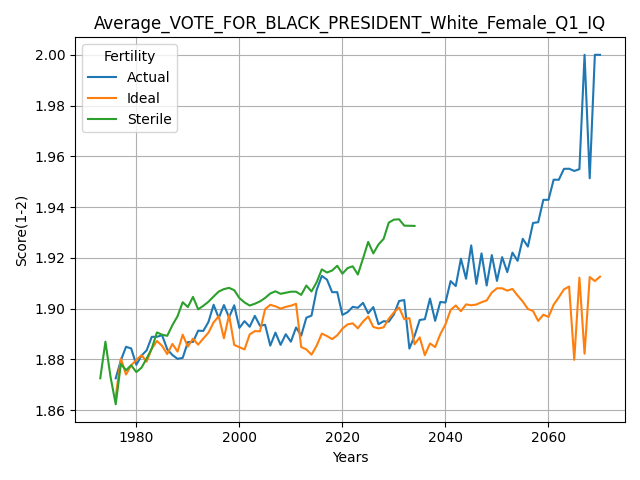 Average_VOTE_FOR_BLACK_PRESIDENT_White_Female_Q1_IQ
Fertility
Actual
Ideal
Sterile
Score(1-2)
2.00
1.98
1.96
1.94
1.92
1.90
1.88
1.86
1980 2000 2020 2040 2060
Years